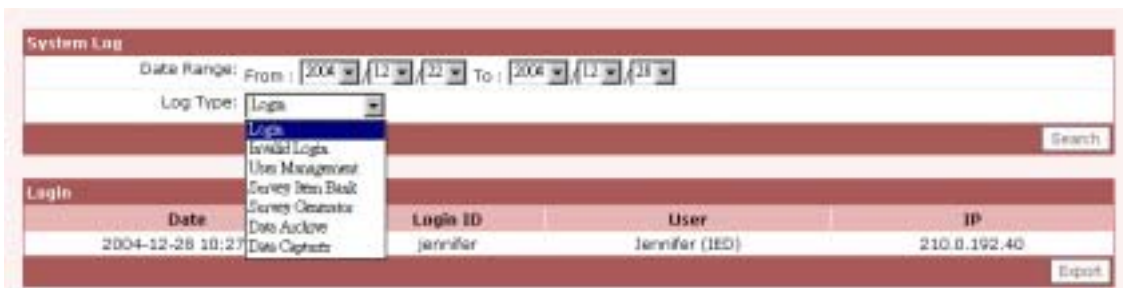 System Log
Date Range: From : 2004 / 12 / 22 To : 2004 / 12 / 28
Log Type: Login
Login
Invalid Login
User Management
Survey Item Bank
Survey Generator
Data Archive
Data Capture
Search
Login
Date Login ID User IP
2004-12-28 10:27 jennifer Jennifer (IED) 210.0.192.40
Export